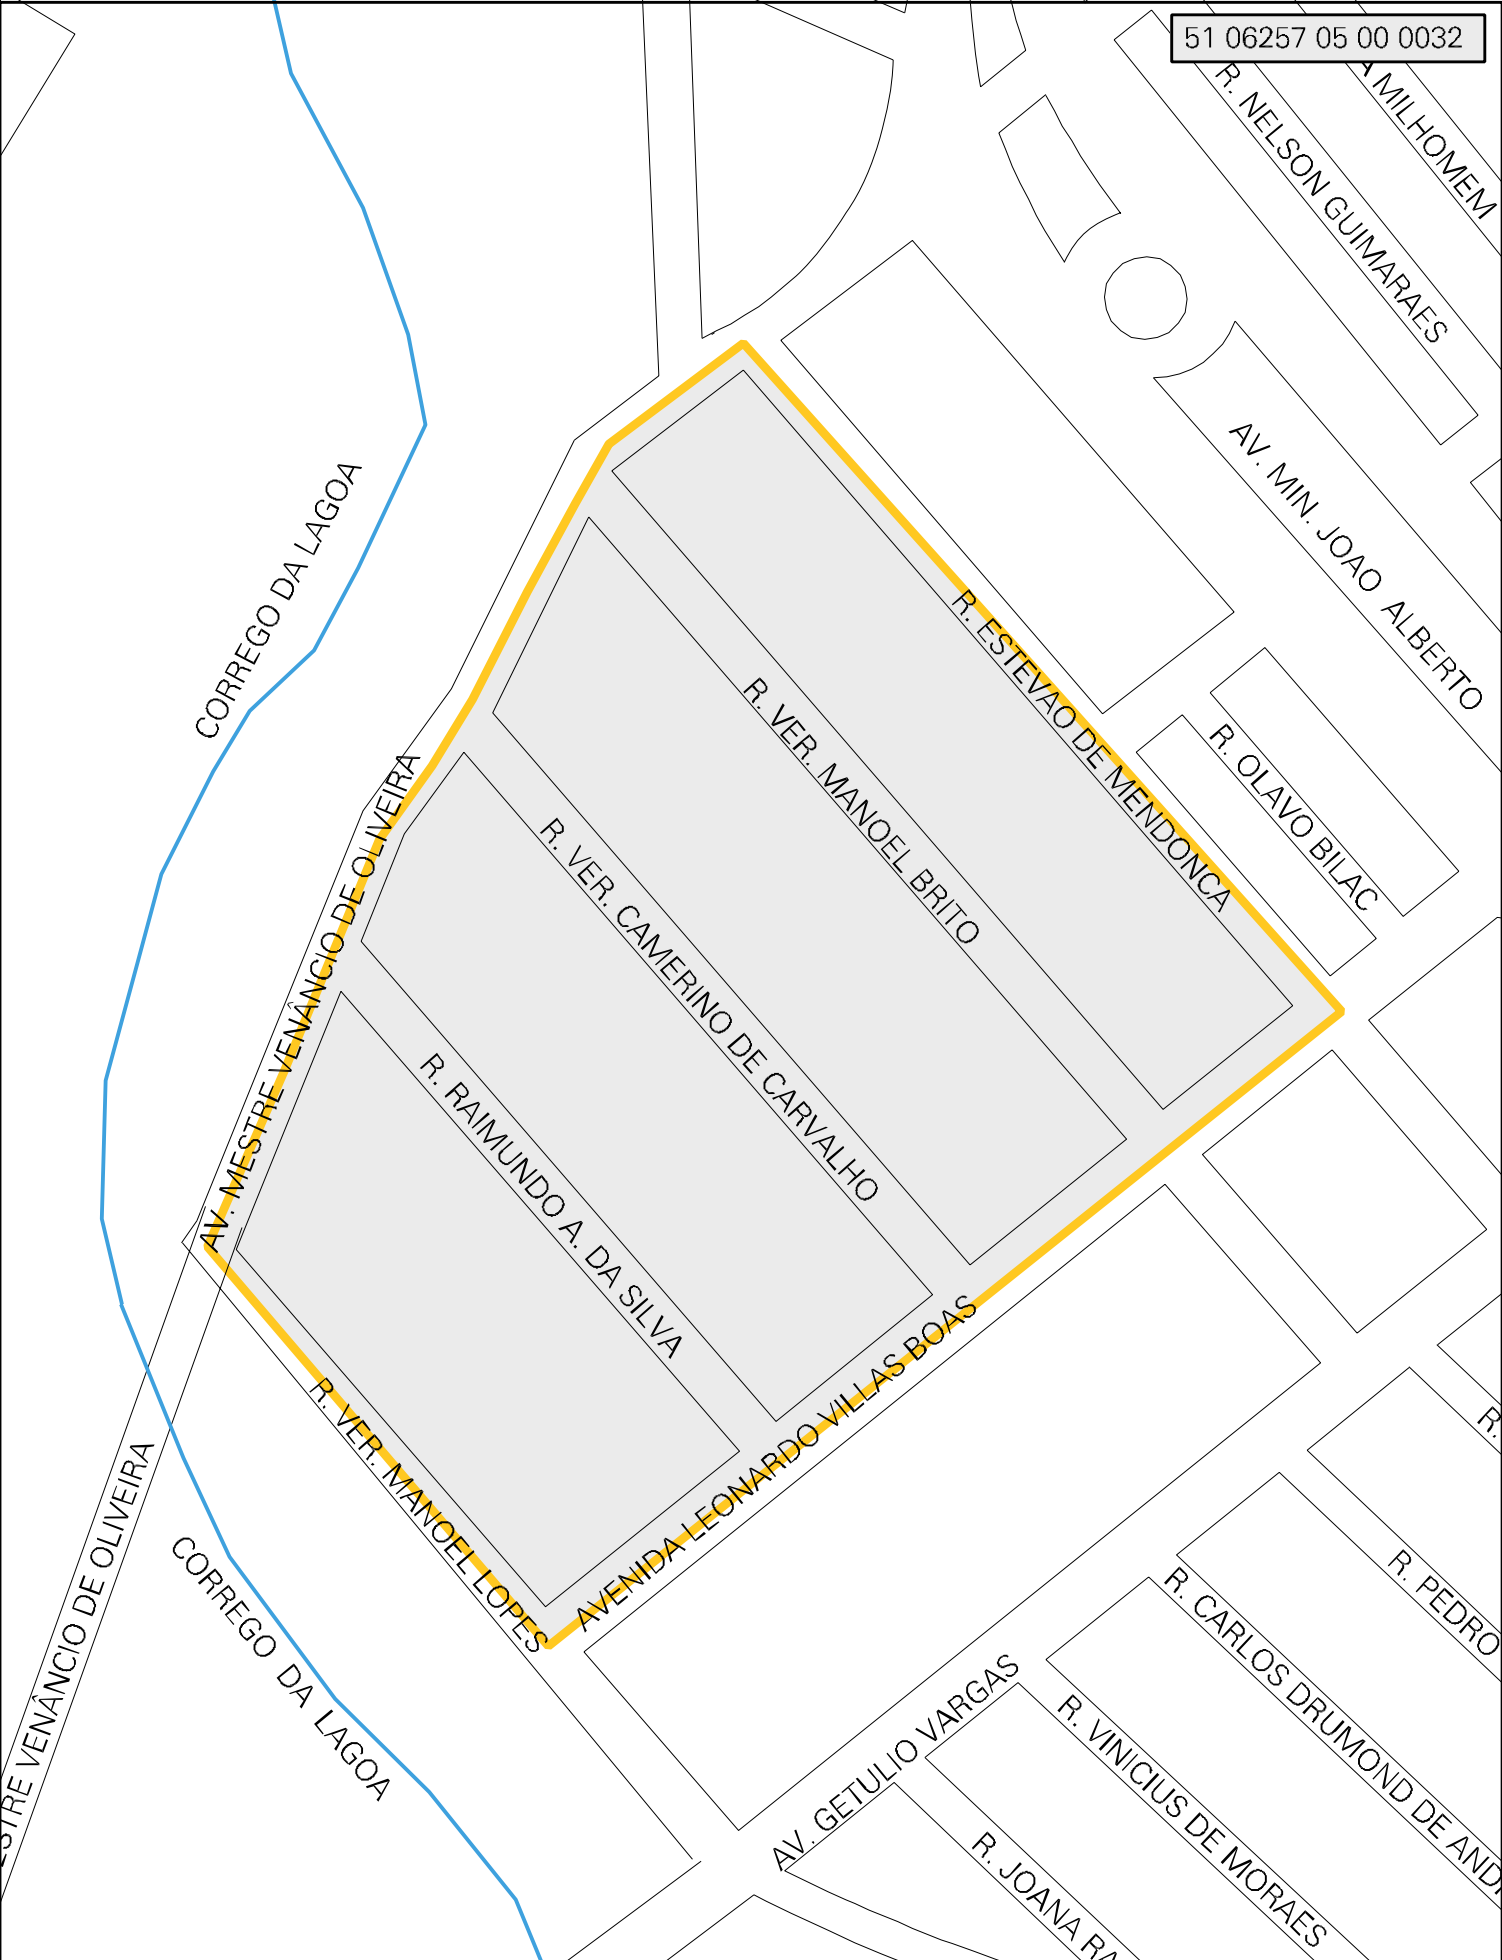 51 06257 05 00 0032
MILHOMEM
R. NELSON GUIMARAES
AV. MIN. JOAO ALBERTO
CORREGO DA LAGOA
R. ESTEVAO DE MENDONCA
R. VER. MANOEL BRITO
R. OLAVO BILAC
R. VER. CAMERINO DE CARVALHO
AV. MESTRE VENÂNCIO DE OLIVEIRA
R. RAIMUNDO A. DA SILVA
AVENIDA LEONARDO VILLAS BOAS
R. VER. MANOEL LOPES
R.
VENÂNCIO DE OLIVEIRA
CORREGO DA LAGOA
R. PEDRO
R. CARLOS DRUMOND DE
AV. GETULIO VARGAS
R. VINICIUS DE MORAES
R. JOANA